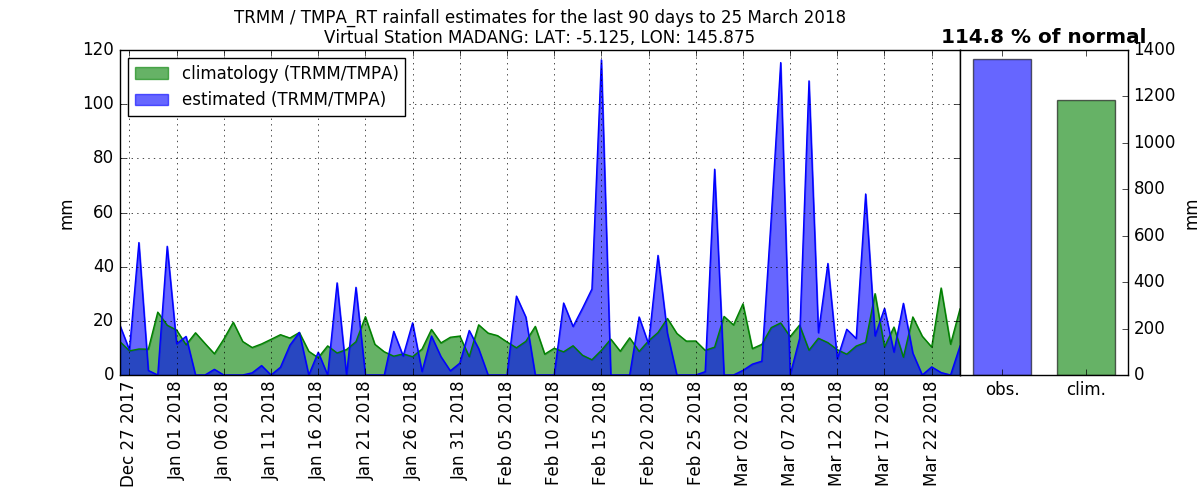 TRMM / TMPA_RT rainfall estimates for the last 90 days to 25 March 2018
Virtual Station MADANG: LAT: -5.125, LON: 145.875
114.8 % of normal
climatology (TRMM/TMPA)
estimated (TRMM/TMPA)
mm
120
100
80
60
40
20
0
Dec 27 2017
Jan 01 2018
Jan 06 2018
Jan 11 2018
Jan 16 2018
Jan 21 2018
Jan 26 2018
Jan 31 2018
Feb 05 2018
Feb 10 2018
Feb 15 2018
Feb 20 2018
Feb 25 2018
Mar 02 2018
Mar 07 2018
Mar 12 2018
Mar 17 2018
Mar 22 2018
obs.
clim.
1400
1200
1000
800
600
400
200
0
mm